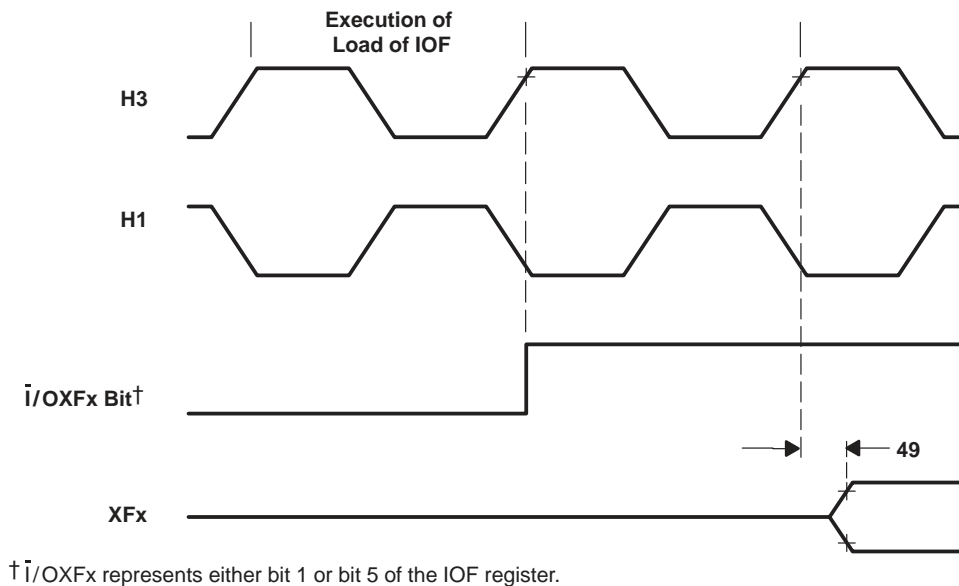 Execution of
Load of IOF
H3
H1
Ī/OXFx Bit†
49
XFx
† Ī/OXFx represents either bit 1 or bit 5 of the IOF register.